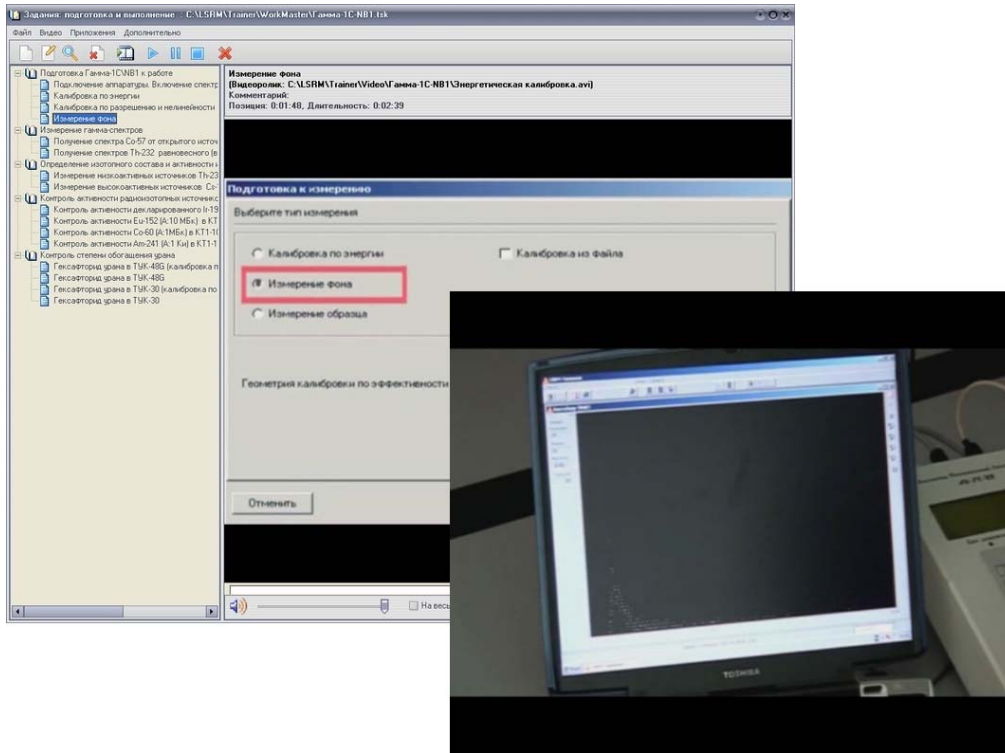 Задания: подготовка и выполнение : C:\LSRM\Trainer\WorkMaster\Гамма-1С-NB1.tsk
Файл Видео Приложения Дополнительно
Подготовка Гамма-1С\NB1 к работе
Подключение аппаратуры. Включение спектр
Калибровка по энергии
Калибровка по разрешению и нелинейности
Измерение фона
Измерение гамма-спектров
Получение спектра Co-57 от открытого источ
Получение спектров Th-232 равновесного (в
Определение изотопного состава и активности и
Измерение низкоактивных источников Th-23
Измерение высокоактивных источников Cs-
Контроль активности радиоизотопных источникс
Контроль активности декларированного Ir-19
Контроль активности Eu-152 (A:10 МБк) в КТ
Контроль активности Co-60 (A:1МБк) в КТ1-1(
Контроль активности Am-241 (A:1 Ки) в КТ1-1
Контроль степени обогащения урана
Гексафторид урана в ТУК-48G (калибровка п
Гексафторид урана в ТУК-48G
Гексафторид урана в ТУК-30 (калибровка по
Гексафторид урана в ТУК-30
Измерение фона
(Видеоролик: C:\LSRM\Trainer\Video\Гамма-1С-NB1\Энергетическая калибровка.avi)
Комментарий:
Позиция: 0:01:48, Длительность: 0:02:39
Подготовка к измерению
Выберите тип измерения
Калибровка по энергии
Калибровка из файла
Измерение фона
Измерение образца
Геометрия калибровки по эффективности
Отменить
На весь
TOSHIBA